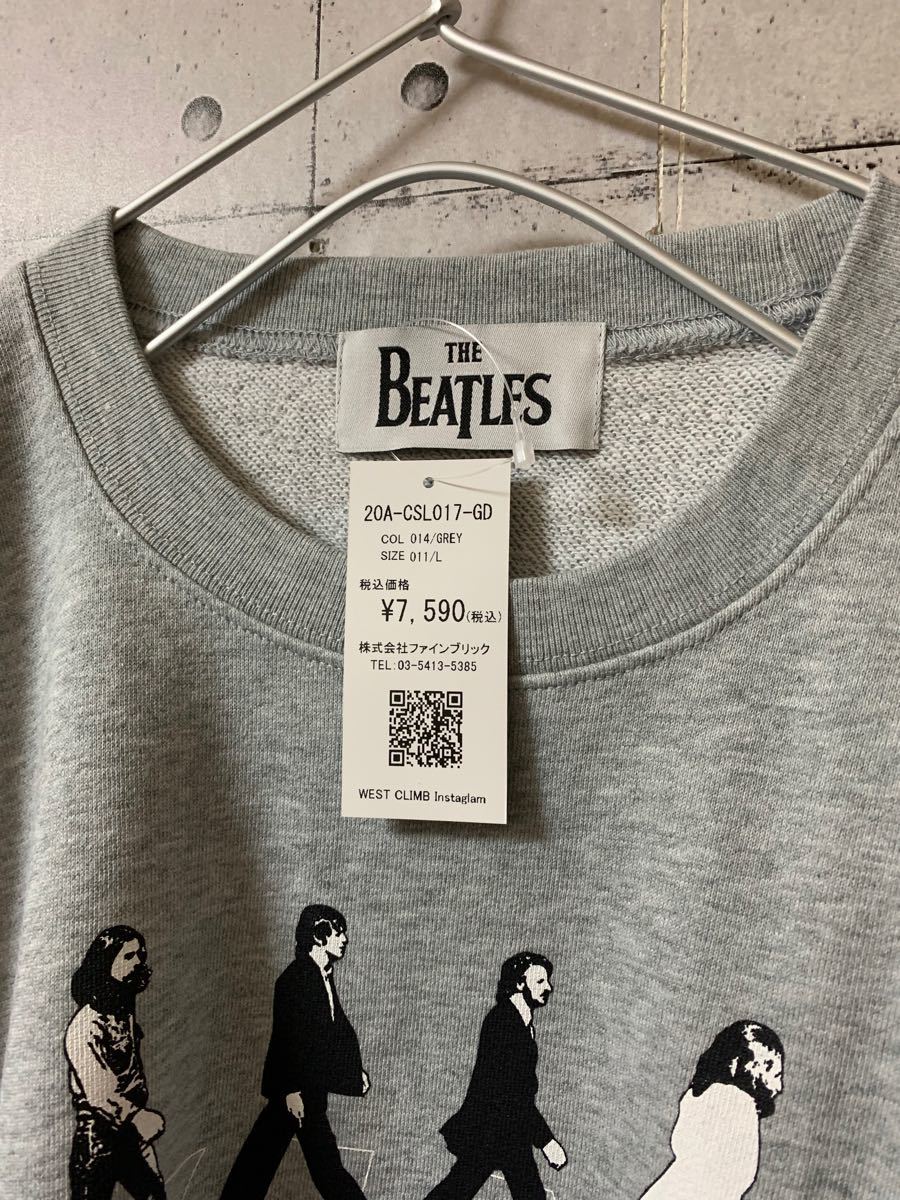 THE
BEATLES
20A-CSL017-GD
COL 014/GREY
SIZE 011/L
税込価格
¥7,590(税込)
株式会社ファインブリック
TEL:03-5413-5385
WEST CLIMB Instaglam